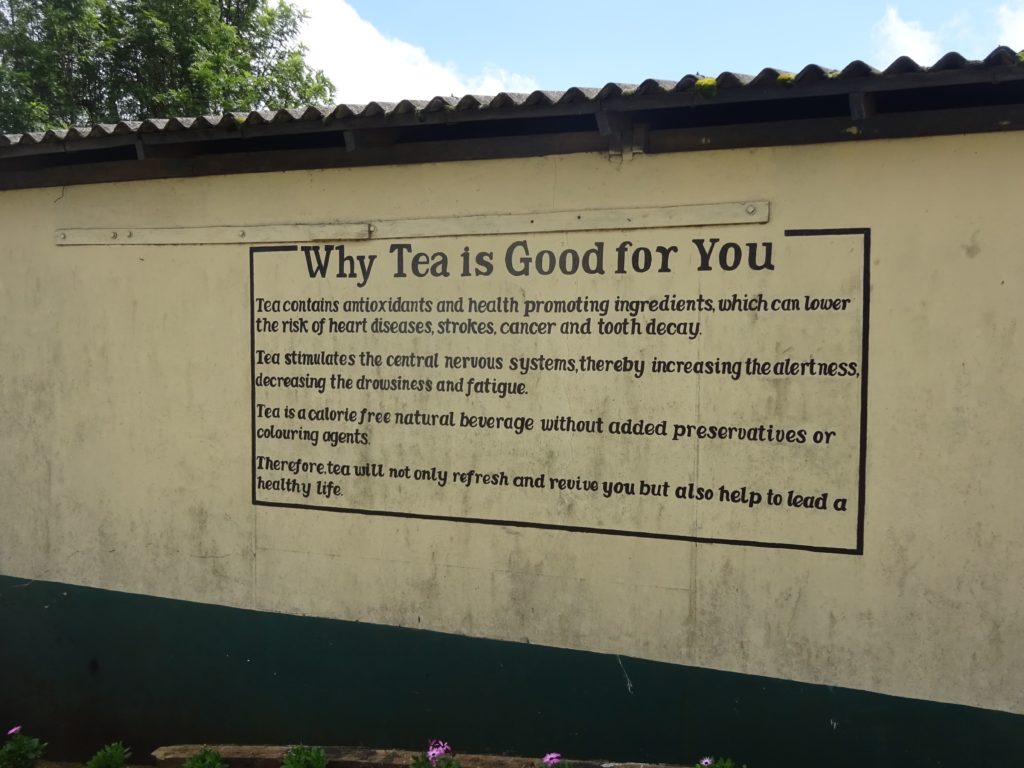 Why Tea is Good for You
Tea contains antioxidants and health promoting ingredients, which can lower
the risk of heart diseases, strokes, cancer and tooth decay.
Tea stimulates the central nervous systems, thereby increasing the alertness,
decreasing the drowsiness and fatigue.
Tea is a calorie free natural beverage without added preservatives or
colouring agents.
Therefore, tea will not only refresh and revive you but also help to lead a
healthy life.